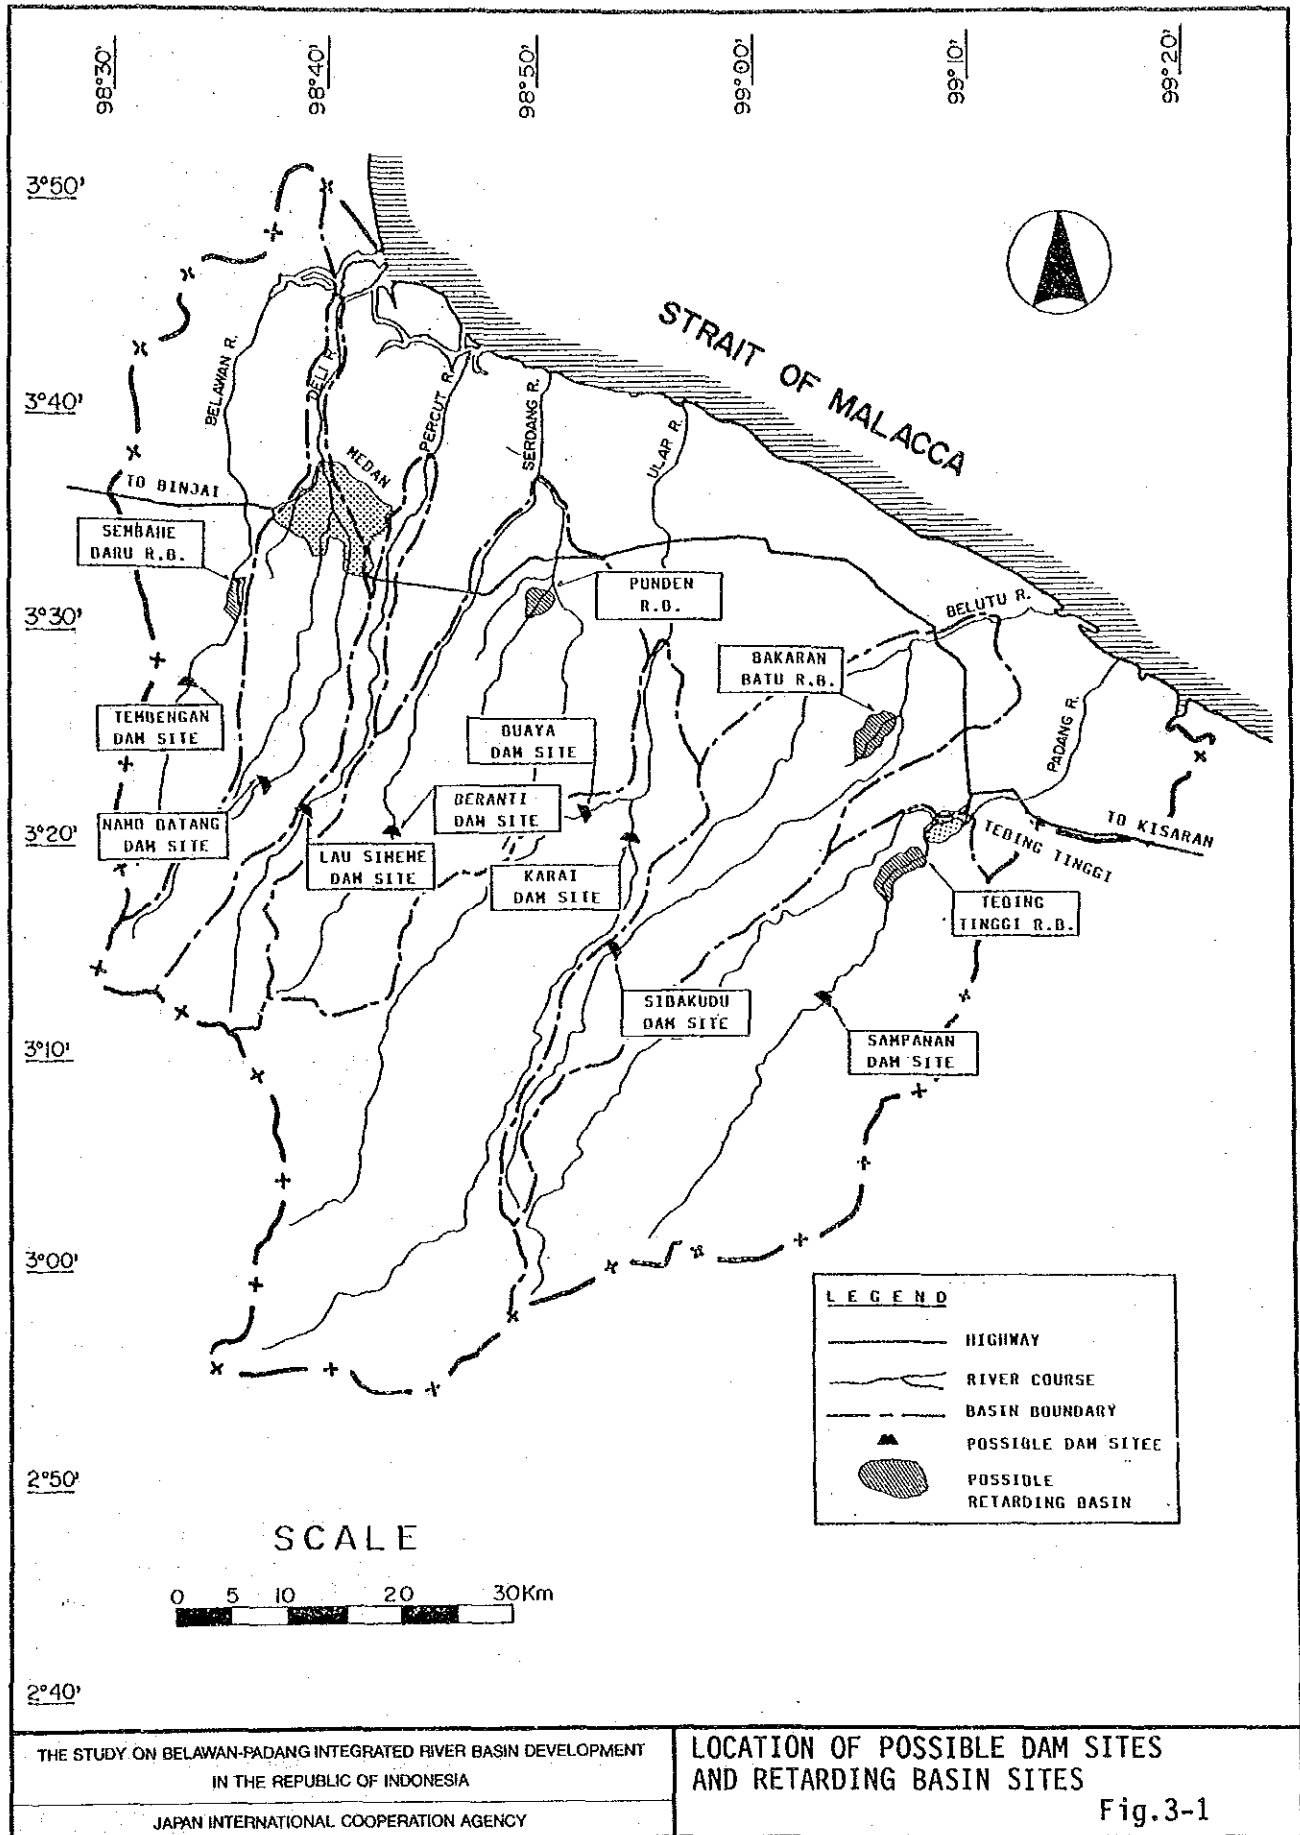 98°30'
98°40'
98°50'
99°00'
99°10'
99°20'
3°50'
3°40'
3°30'
3°20'
3°10'
3°00'
2°50'
2°40'
STRAIT OF MALACCA
BELAWAN R.
DELI R.
PERCUT R.
SERDANG R.
ULAR R.
MEDAN
TO BINJAI
SEMBAHE
BARU R.B.
PUNDEN
R.B.
BELUTU R.
BAKARAN
BATU R.B.
PADANG R.
TEMBENGAN
DAM SITE
BUAYA
DAM SITE
BERANTI
DAM SITE
NAMO BATANG
DAM SITE
LAU SIMEME
DAM SITE
KARAI
DAM SITE
TO KISARAN
TEBING TINGGI
TEBING
TINGGI R.B.
SIBAKUDU
DAM SITE
SAMPANAN
DAM SITE
LEGEND
HIGHWAY
RIVER COURSE
BASIN BOUNDARY
POSSIBLE DAM SITEE
POSSIBLE
RETARDING BASIN
SCALE
0 5 10 20 30Km
THE STUDY ON BELAWAN-PADANG INTEGRATED RIVER BASIN DEVELOPMENT
IN THE REPUBLIC OF INDONESIA
JAPAN INTERNATIONAL COOPERATION AGENCY
LOCATION OF POSSIBLE DAM SITES
AND RETARDING BASIN SITES
Fig.3-1